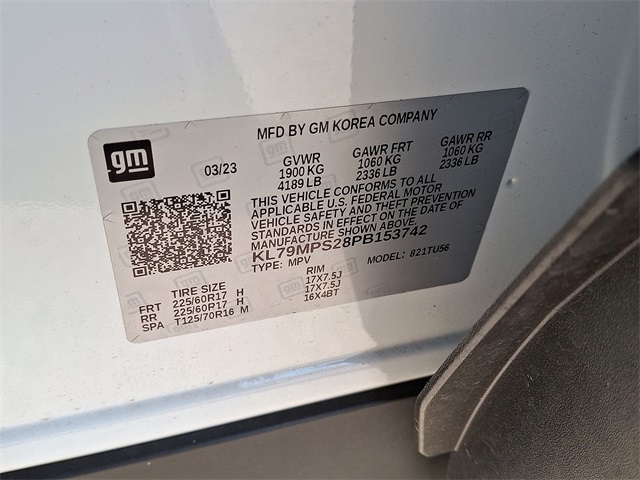 MFD BY GM KOREA COMPANY
gm
03/23
GVWR
1900 KG
4189 LB
GAWR FRT
1060 KG
2336 LB
GAWR RR
1060 KG
2336 LB
THIS VEHICLE CONFORMS TO ALL
APPLICABLE U.S. FEDERAL MOTOR
VEHICLE SAFETY AND THEFT PREVENTION
STANDARDS IN EFFECT ON THE DATE OF
MANUFACTURE SHOWN ABOVE.
KL79MPS28PB153742
TYPE: MPV MODEL: 821TU56
TIRE SIZE RIM
FRT 225/60R17 H 17X7.5J
RR 225/60R17 H 17X7.5J
SPA T125/70R16 M 16X4BT